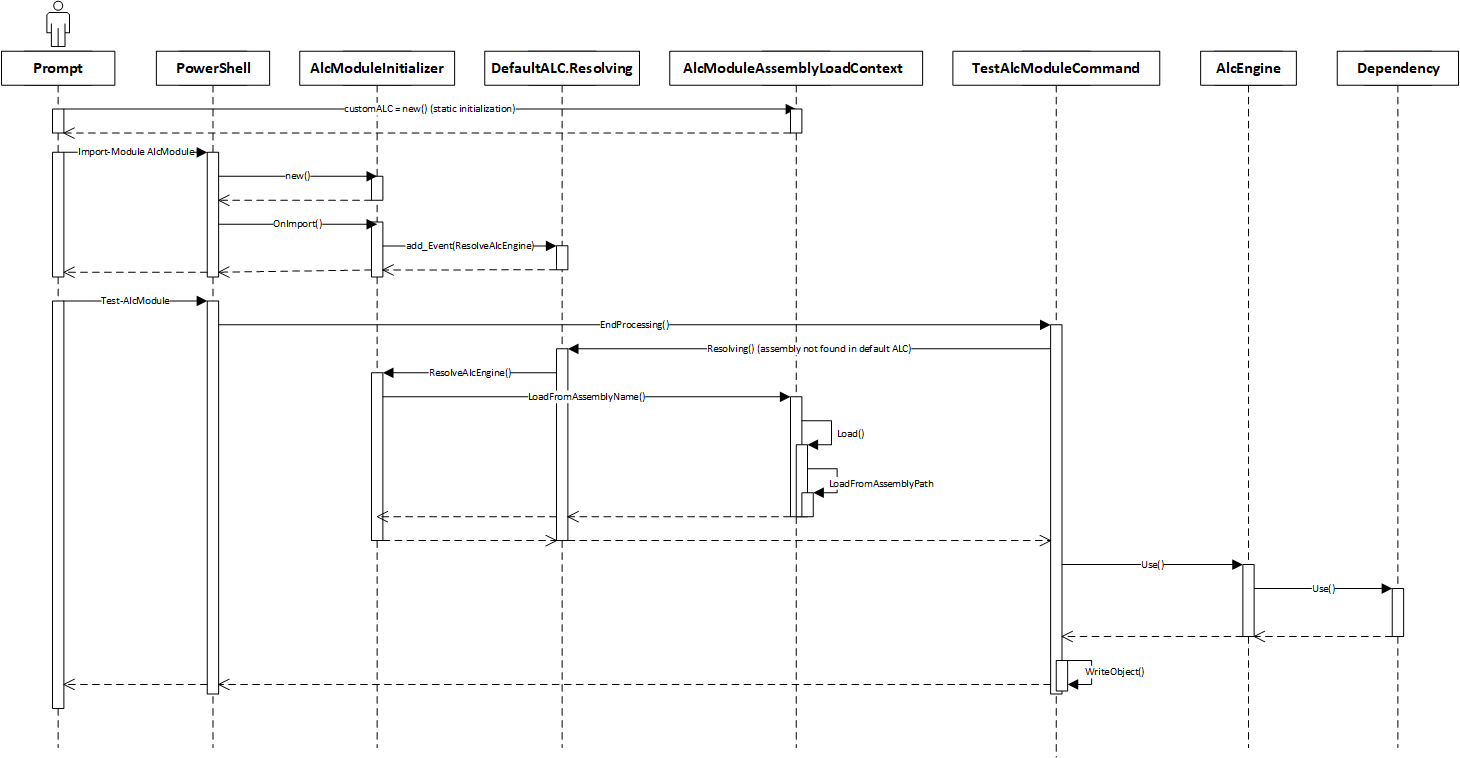 Prompt
PowerShell
AlcModuleInitializer
DefaultALC.Resolving
AlcModuleAssemblyLoadContext
TestAlcModuleCommand
AlcEngine
Dependency
customALC = new() (static initialization)
Import-Module AlcModule
new()
OnImport()
add_Event(ResolveAlcEngine)
Test-AlcModule
EndProcessing()
Resolving() (assembly not found in default ALC)
ResolveAlcEngine()
LoadFromAssemblyName()
Load()
LoadFromAssemblyPath
Use()
Use()
WriteObject()